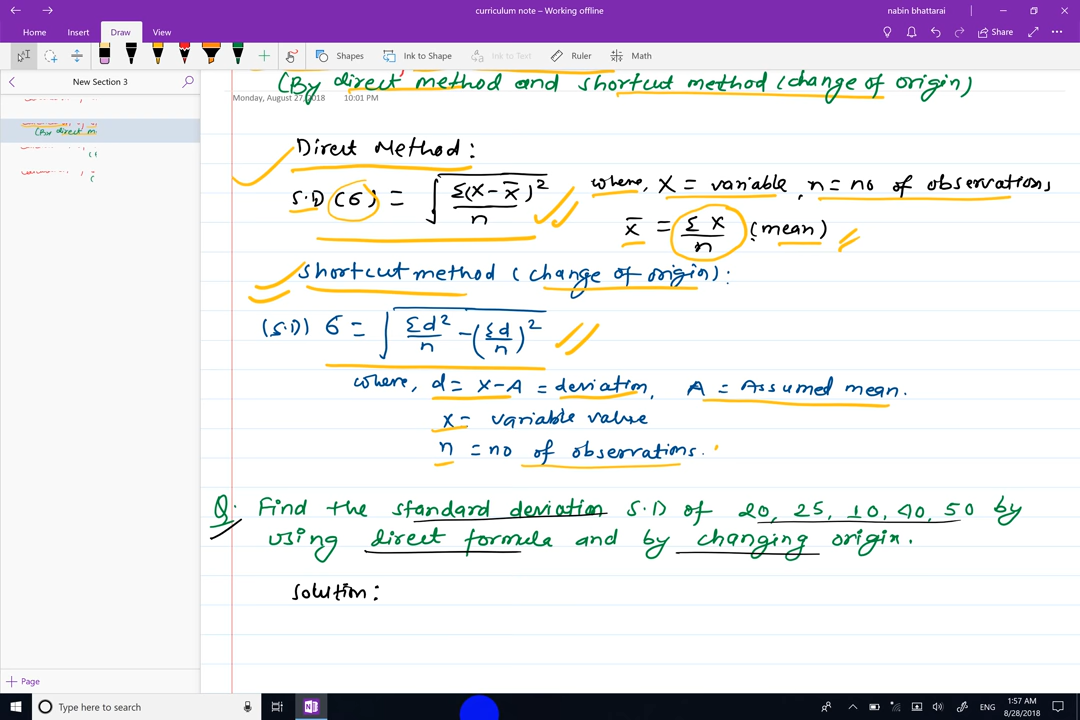 curriculum note – Working offline
nabin bhattarai
Home Insert Draw View
Share
Shapes Ink to Shape Ink to Text Ruler Math
New Section 3
(By direct method and shortcut method (change of origin)
Monday, August 27, 2018 10:01 PM
Direct Method:
S.D (σ) = √Σ(X - X̅)²/n where, X = variable, n = no of observations
X̅ = ΣX/n (mean)
Shortcut method (change of origin):
(S.D) σ = √Σd²/n - (Σd/n)²
where, d = X-A = deviation, A = Assumed mean.
x = variable value
n = no of observations.
Q. Find the standard deviation S.D of 20, 25, 10, 40, 50 by
using direct formula and by changing origin.
Solution:
+ Page
Type here to search
ENG
1:57 AM
8/28/2018